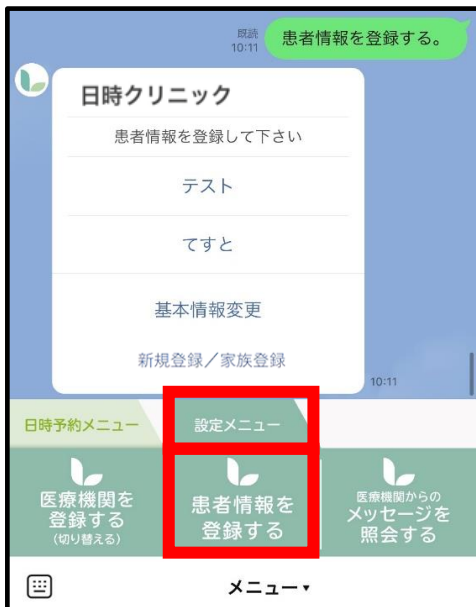 既読
10:11
患者情報を登録する。
日時クリニック
患者情報を登録して下さい
テスト
てすと
基本情報変更
新規登録／家族登録
10:11
日時予約メニュー
設定メニュー
医療機関を
登録する
(切り替える)
患者情報を
登録する
医療機関からの
メッセージを
照会する
メニュー▾